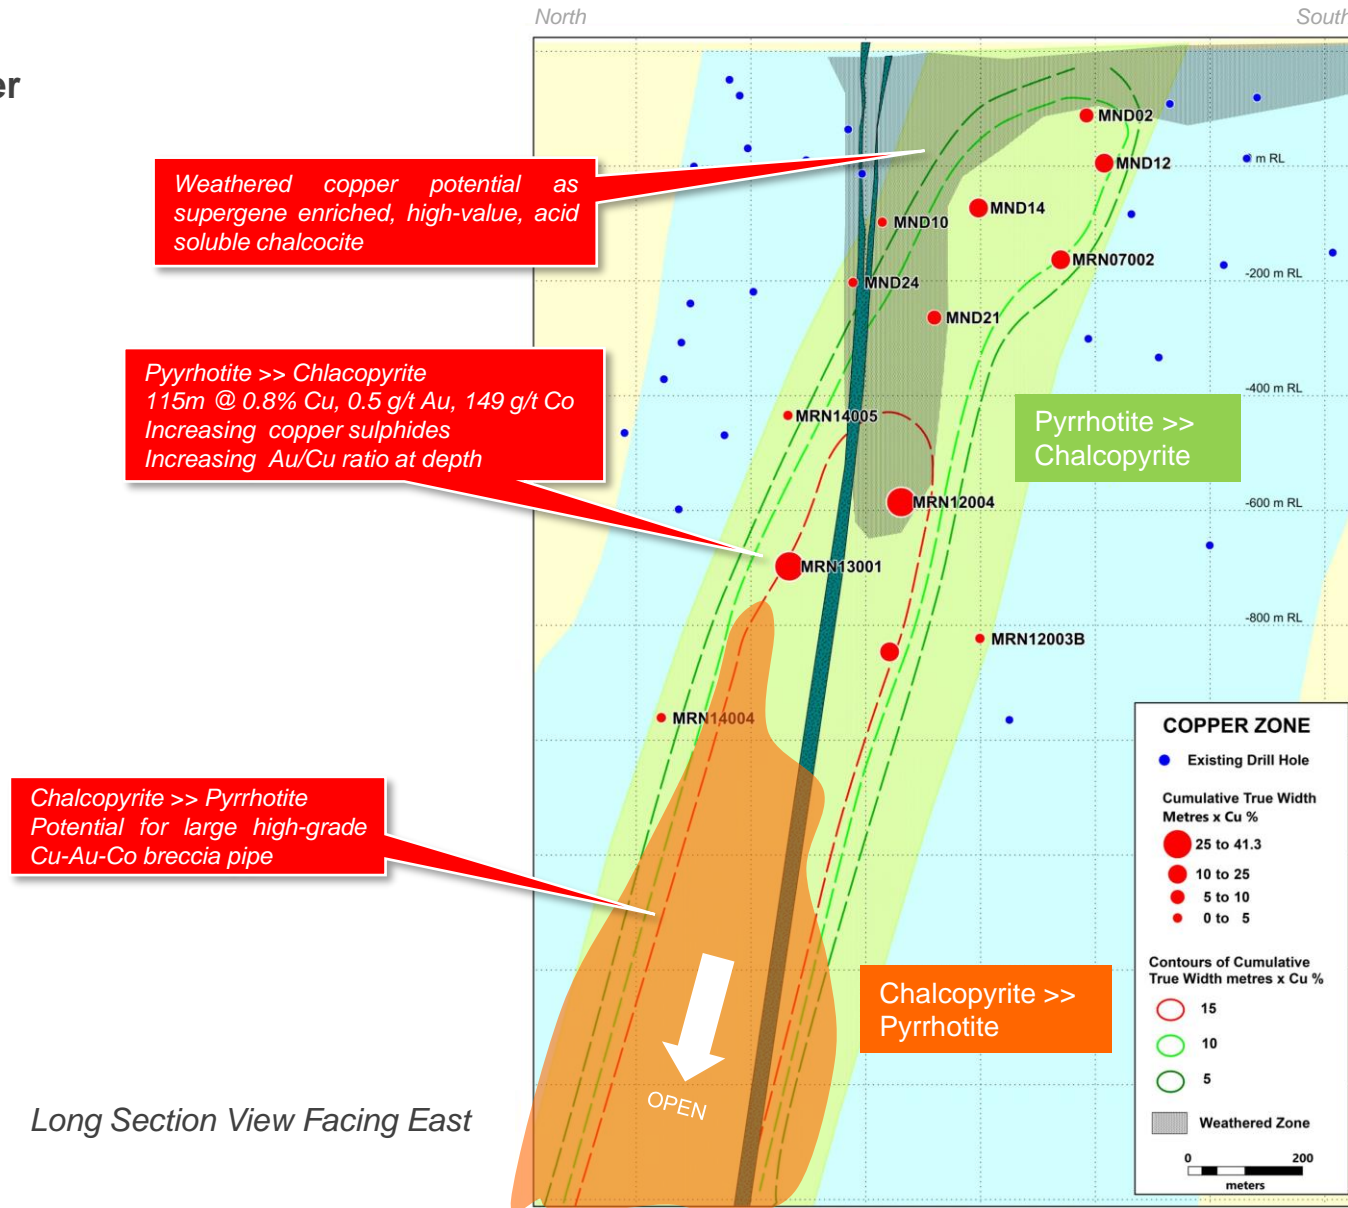 North
South
er
Weathered copper potential as
supergene enriched, high-value, acid
soluble chalcocite
MND02
m RL
MND12
MND14
MND10
MRN07002
-200 m RL
MND24
MND21
Pyyrhotite >> Chlacopyrite
115m @ 0.8% Cu, 0.5 g/t Au, 149 g/t Co
Increasing copper sulphides
Increasing Au/Cu ratio at depth
-400 m RL
MRN14005
Pyrrhotite >>
Chalcopyrite
MRN12004
-600 m RL
MRN13001
-800 m RL
MRN12003B
MRN14004
Chalcopyrite >> Pyrrhotite
Potential for large high-grade
Cu-Au-Co breccia pipe
Chalcopyrite >>
Pyrrhotite
OPEN
Long Section View Facing East
COPPER ZONE
Existing Drill Hole
Cumulative True Width
Metres x Cu %
25 to 41.3
10 to 25
5 to 10
0 to 5
Contours of Cumulative
True Width metres x Cu %
15
10
5
Weathered Zone
0 200
meters